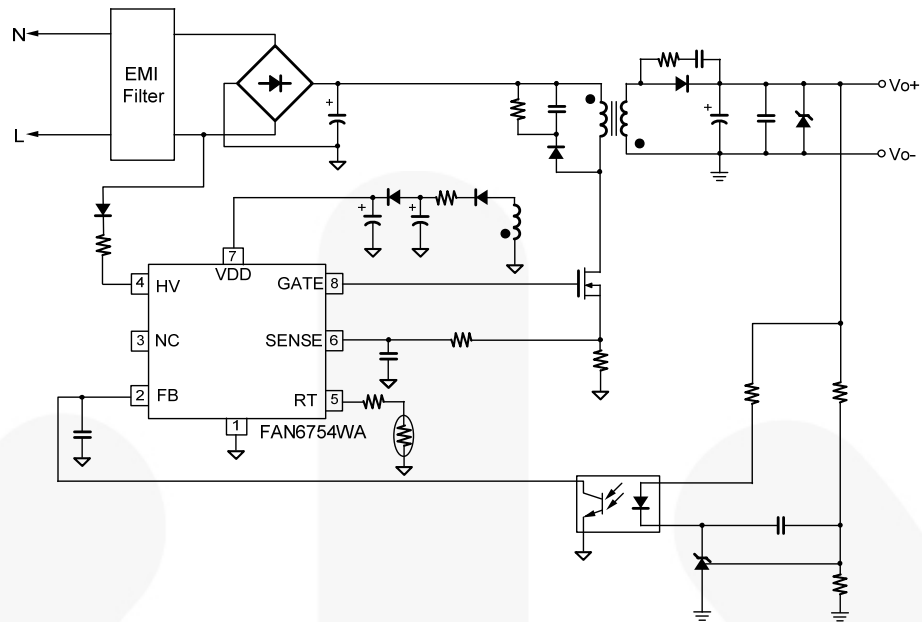 N
EMI
Filter
L
Vo+
Vo-
+
+
+
+
7
VDD
4
HV
GATE
8
3
NC
SENSE
6
2
FB
RT
5
1
FAN6754WA